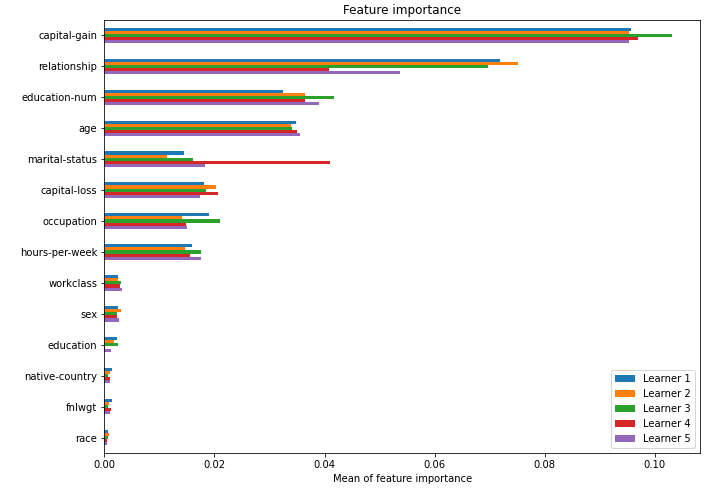 Feature importance
capital-gain
relationship
education-num
age
marital-status
capital-loss
occupation
hours-per-week
workclass
sex
education
native-country
fnlwgt
race
Learner 1
Learner 2
Learner 3
Learner 4
Learner 5
0.00 0.02 0.04 0.06 0.08 0.10
Mean of feature importance